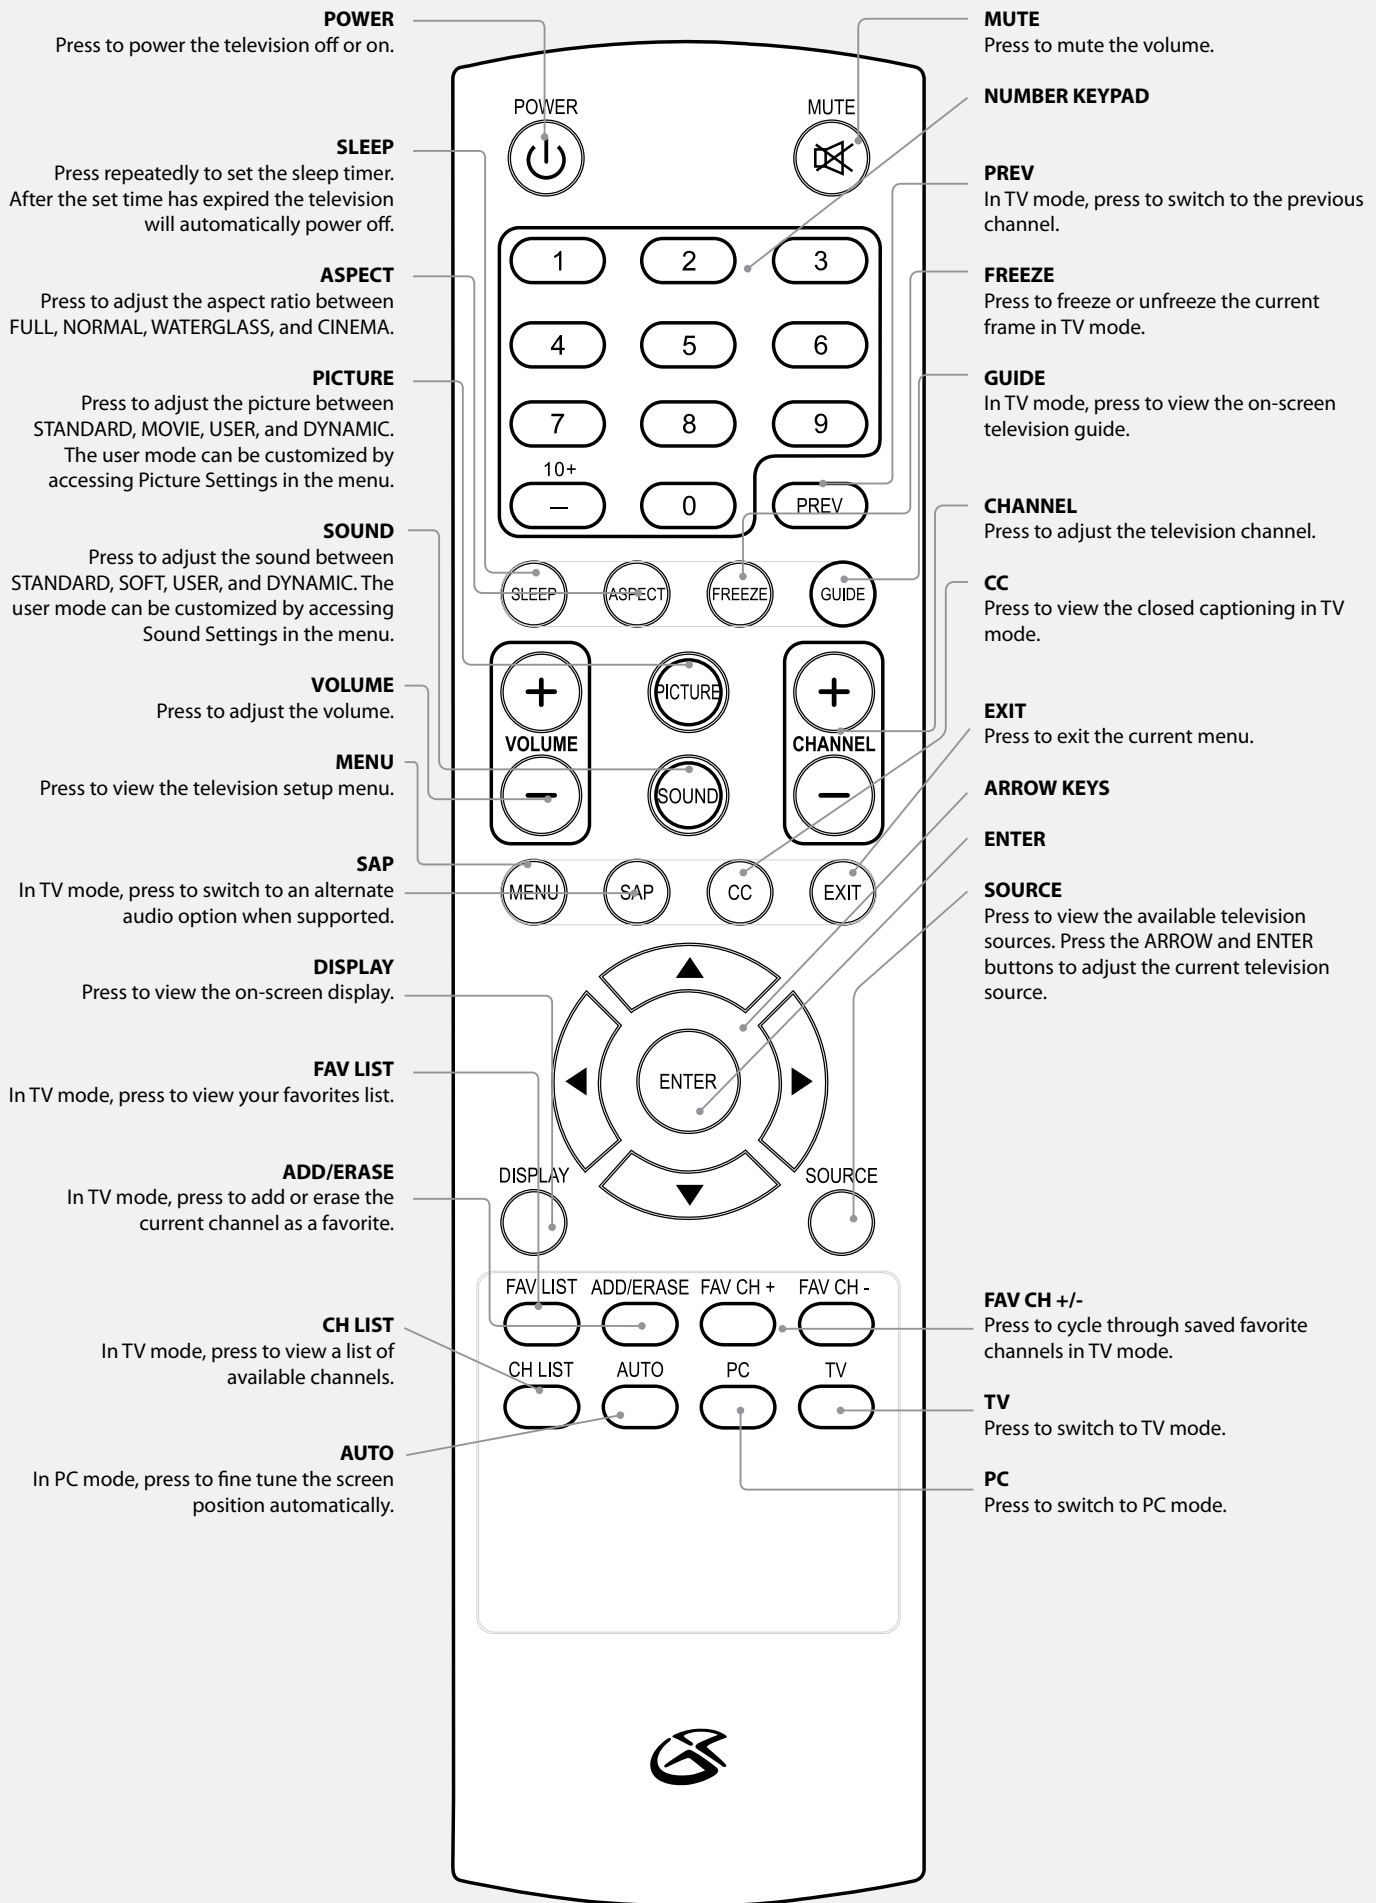 POWER
Press to power the television off or on.
SLEEP
Press repeatedly to set the sleep timer.
After the set time has expired the television
will automatically power off.
ASPECT
Press to adjust the aspect ratio between
FULL, NORMAL, WATERGLASS, and CINEMA.
PICTURE
Press to adjust the picture between
STANDARD, MOVIE, USER, and DYNAMIC.
The user mode can be customized by
accessing Picture Settings in the menu.
SOUND
Press to adjust the sound between
STANDARD, SOFT, USER, and DYNAMIC. The
user mode can be customized by accessing
Sound Settings in the menu.
VOLUME
Press to adjust the volume.
MENU
Press to view the television setup menu.
SAP
In TV mode, press to switch to an alternate
audio option when supported.
DISPLAY
Press to view the on-screen display.
FAV LIST
In TV mode, press to view your favorites list.
ADD/ERASE
In TV mode, press to add or erase the
current channel as a favorite.
CH LIST
In TV mode, press to view a list of
available channels.
AUTO
In PC mode, press to fine tune the screen
position automatically.
POWER MUTE
1 2 3
4 5 6
7 8 9
10+
— 0 PREV
SLEEP ASPECT FREEZE GUIDE
+ PICTURE +
VOLUME CHANNEL
— SOUND —
MENU SAP CC EXIT
ENTER
DISPLAY SOURCE
FAV LIST ADD/ERASE FAV CH + FAV CH -
CH LIST AUTO PC TV
MUTE
Press to mute the volume.
NUMBER KEYPAD
PREV
In TV mode, press to switch to the previous
channel.
FREEZE
Press to freeze or unfreeze the current
frame in TV mode.
GUIDE
In TV mode, press to view the on-screen
television guide.
CHANNEL
Press to adjust the television channel.
CC
Press to view the closed captioning in TV
mode.
EXIT
Press to exit the current menu.
ARROW KEYS
ENTER
SOURCE
Press to view the available television
sources. Press the ARROW and ENTER
buttons to adjust the current television
source.
FAV CH +/-
Press to cycle through saved favorite
channels in TV mode.
TV
Press to switch to TV mode.
PC
Press to switch to PC mode.